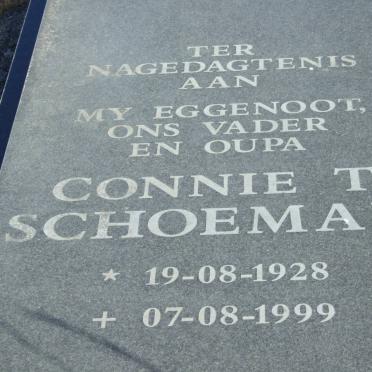 TER
NAGEDAGTENIS
AAN
MY EGGENOOT,
ONS VADER
EN OUPA
CONNIE T
SCHOEMA
* 19-08-1928
+ 07-08-1999